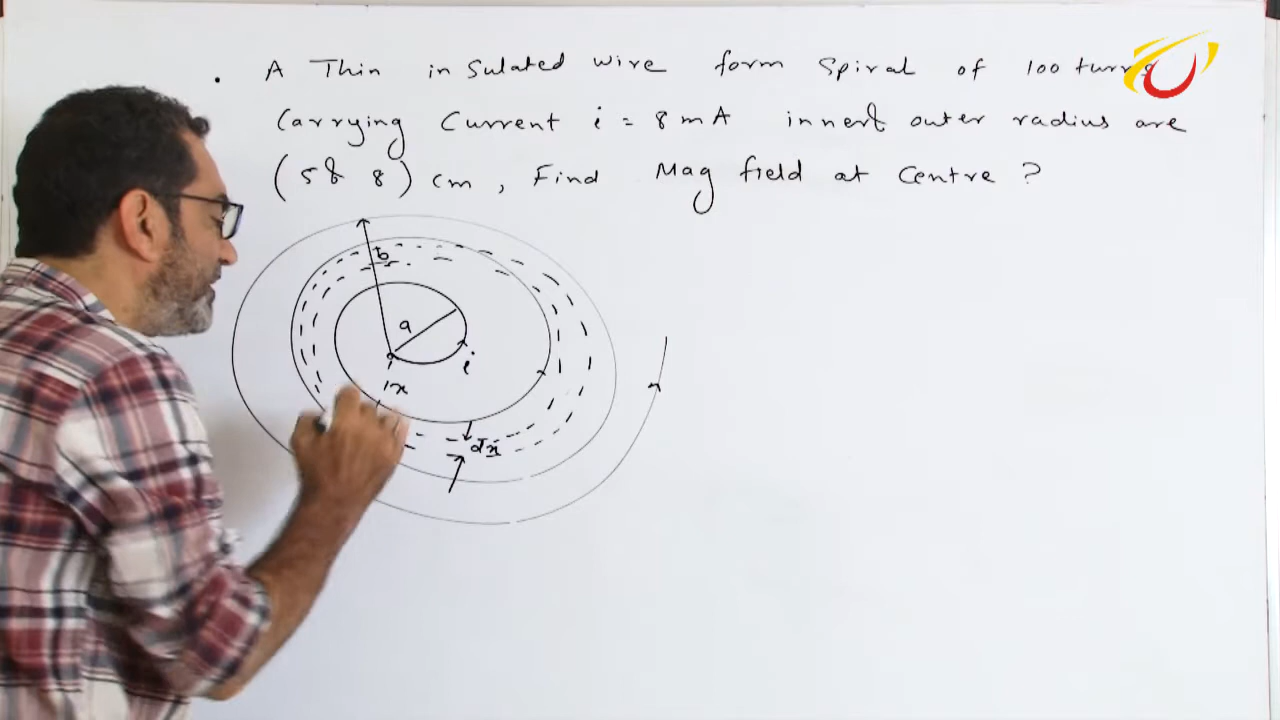 . A Thin insulated wire form Spiral of 100 turns
Carrying Current i = 8 mA inner & outer radius are
(5 & 8) cm, Find Mag field at Centre ?
b
a
i
x
dx